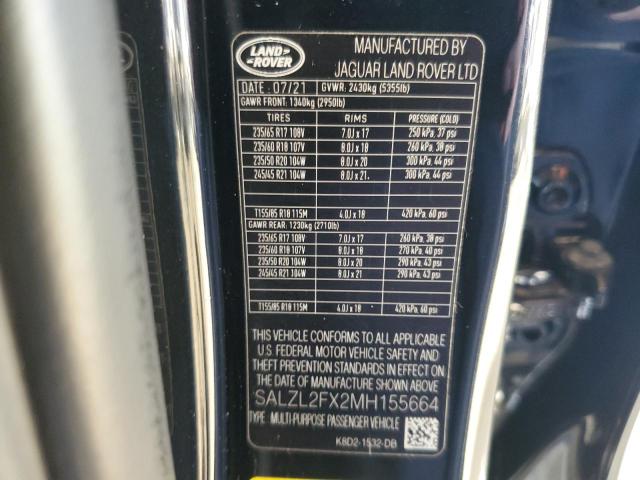 LAND-
-ROVER
MANUFACTURED BY
JAGUAR LAND ROVER LTD
DATE : 07/21 GVWR: 2430kg (5355lb)
GAWR FRONT: 1340kg (2950lb)
TIRES RIMS PRESSURE (COLD)
235/65 R17 108V 7.0J x 17 250 kPa, 37 psi
235/60 R18 107V 8.0J x 18 260 kPa, 38 psi
235/50 R20 104W 8.0J x 20 300 kPa, 44 psi
245/45 R21 104W 8.0J x 21. 300 kPa, 44 psi
T155/85 R18 115M 4.0J x 18 420 kPa, 60 psi
GAWR REAR: 1230kg (2710lb)
235/65 R17 108V 7.0J x 17 260 kPa, 38 psi
235/60 R18 107V 8.0J x 18 270 kPa, 40 psi
235/50 R20 104W 8.0J x 20 290 kPa, 43 psi
245/45 R21 104W 8.0J x 21 290 kPa, 43 psi
T155/85 R18 115M 4.0J x 18 420 kPa, 60 psi
THIS VEHICLE CONFORMS TO ALL APPLICABLE
U.S. FEDERAL MOTOR VEHICLE SAFETY AND
THEFT PREVENTION STANDARDS IN EFFECT ON
THE DATE OF MANUFACTURE SHOWN ABOVE
SALZL2FX2MH155664
TYPE: MULTI-PURPOSE PASSENGER VEHICLE
K8D2-1532-DB